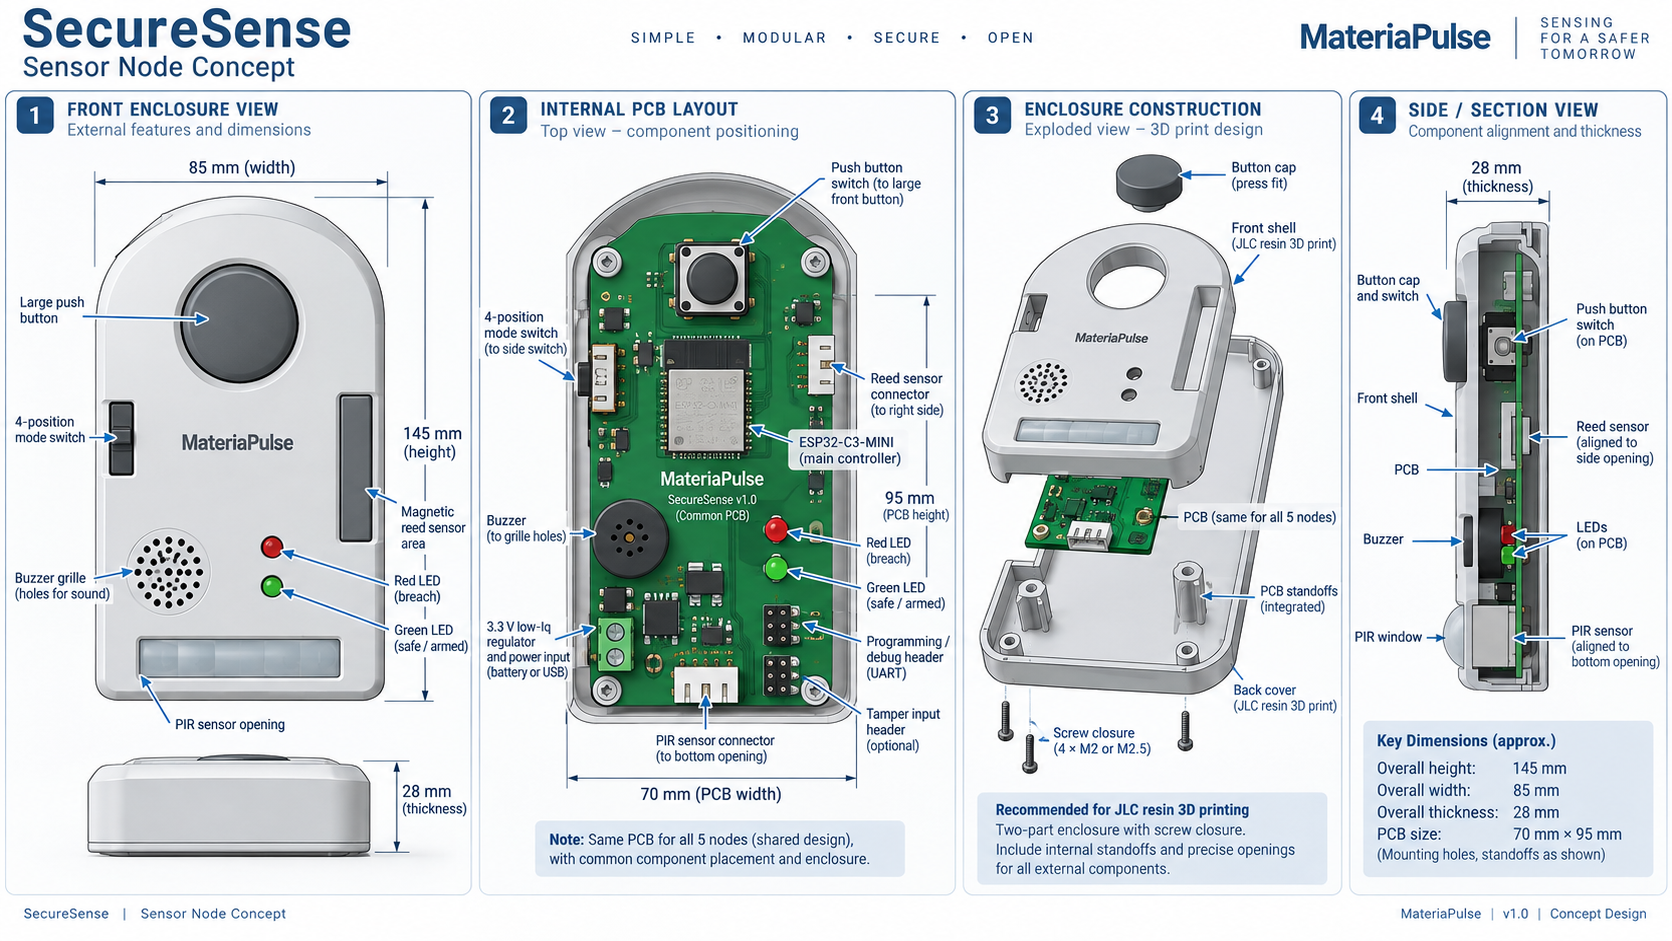 SecureSense
Sensor Node Concept
SIMPLE • MODULAR • SECURE • OPEN
MateriaPulse
SENSING
FOR A SAFER
TOMORROW
1
FRONT ENCLOSURE VIEW
External features and dimensions
85 mm (width)
Large push
button
4-position
mode switch
MateriaPulse
145 mm
(height)
Magnetic
reed sensor
area
Buzzer grille
(holes for sound)
Red LED
(breach)
Green LED
(safe / armed)
PIR sensor opening
28 mm
(thickness)
2
INTERNAL PCB LAYOUT
Top view – component positioning
Push button
switch (to large
front button)
4-position
mode switch
(to side switch)
Reed sensor
connector
(to right side)
ESP32-C3-MINI
ESP32-C3-MINI
(main controller)
MateriaPulse
SecureSense v1.0
(Common PCB)
95 mm
(PCB height)
Buzzer
(to grille holes)
Red LED
(breach)
Green LED
(safe / armed)
3.3 V low-Iq
regulator
and power input
(battery or USB)
Programming /
debug header
(UART)
Tamper input
header
(optional)
PIR sensor connector
(to bottom opening)
70 mm (PCB width)
Note: Same PCB for all 5 nodes (shared design),
with common component placement and enclosure.
3
ENCLOSURE CONSTRUCTION
Exploded view – 3D print design
Button cap
(press fit)
Front shell
(JLC resin 3D print)
MateriaPulse
PCB (same for all 5 nodes)
PCB standoffs
(integrated)
Back cover
(JLC resin 3D print)
Screw closure
(4 × M2 or M2.5)
Recommended for JLC resin 3D printing
Two-part enclosure with screw closure.
Include internal standoffs and precise openings
for all external components.
4
SIDE / SECTION VIEW
Component alignment and thickness
28 mm
(thickness)
Button cap
and switch
Push button
switch
(on PCB)
Front shell
Reed sensor
(aligned to
side opening)
PCB
Buzzer
LEDs
(on PCB)
PIR window
PIR sensor
(aligned to
bottom opening)
Key Dimensions (approx.)
Overall height: 145 mm
Overall width: 85 mm
Overall thickness: 28 mm
PCB size: 70 mm × 95 mm
(Mounting holes, standoffs as shown)
SecureSense | Sensor Node Concept
MateriaPulse | v1.0 | Concept Design